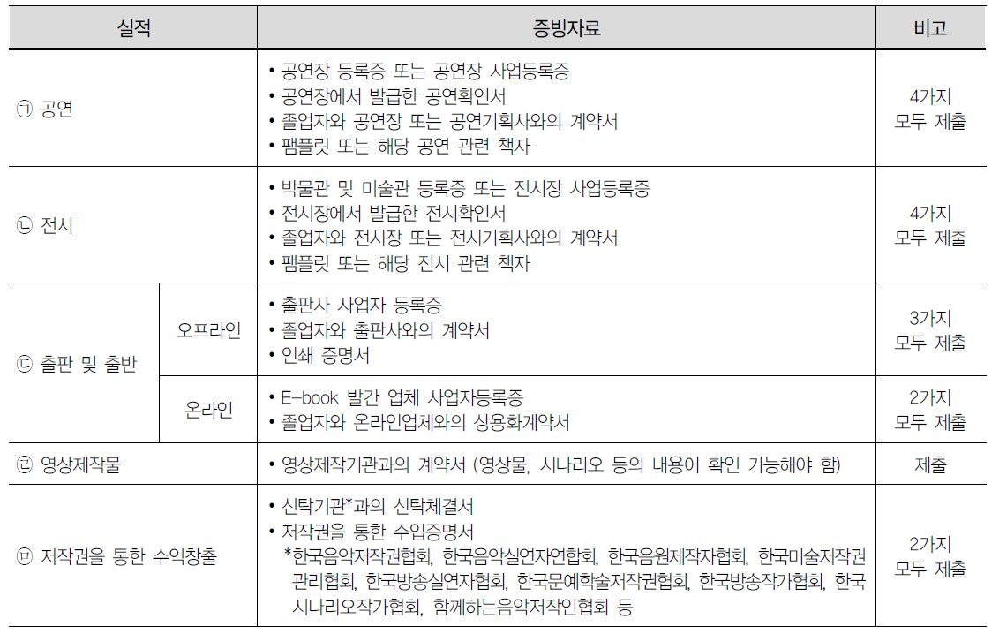 실적 증빙자료 비고
㉠ 공연
• 공연장 등록증 또는 공연장 사업등록증
• 공연장에서 발급한 공연확인서
• 졸업자와 공연장 또는 공연기획사와의 계약서
• 팸플릿 또는 해당 공연 관련 책자
4가지
모두 제출
㉡ 전시
• 박물관 및 미술관 등록증 또는 전시장 사업등록증
• 전시장에서 발급한 전시확인서
• 졸업자와 전시장 또는 전시기획사와의 계약서
• 팸플릿 또는 해당 전시 관련 책자
4가지
모두 제출
㉢ 출판 및 출반
오프라인
• 출판사 사업자 등록증
• 졸업자와 출판사와의 계약서
• 인쇄 증명서
3가지
모두 제출
온라인
• E-book 발간 업체 사업자등록증
• 졸업자와 온라인업체와의 상용화계약서
2가지
모두 제출
㉣ 영상제작물
• 영상제작기관과의 계약서 (영상물, 시나리오 등의 내용이 확인 가능해야 함)
제출
㉤ 저작권을 통한 수익창출
• 신탁기관*과의 신탁체결서
• 저작권을 통한 수입증명서
*한국음악저작권협회, 한국음악실연자연합회, 한국음원제작자협회, 한국미술저작권
관리협회, 한국방송실연자협회, 한국문예학술저작권협회, 한국방송작가협회, 한국
시나리오작가협회, 함께하는음악저작인협회 등
2가지
모두 제출